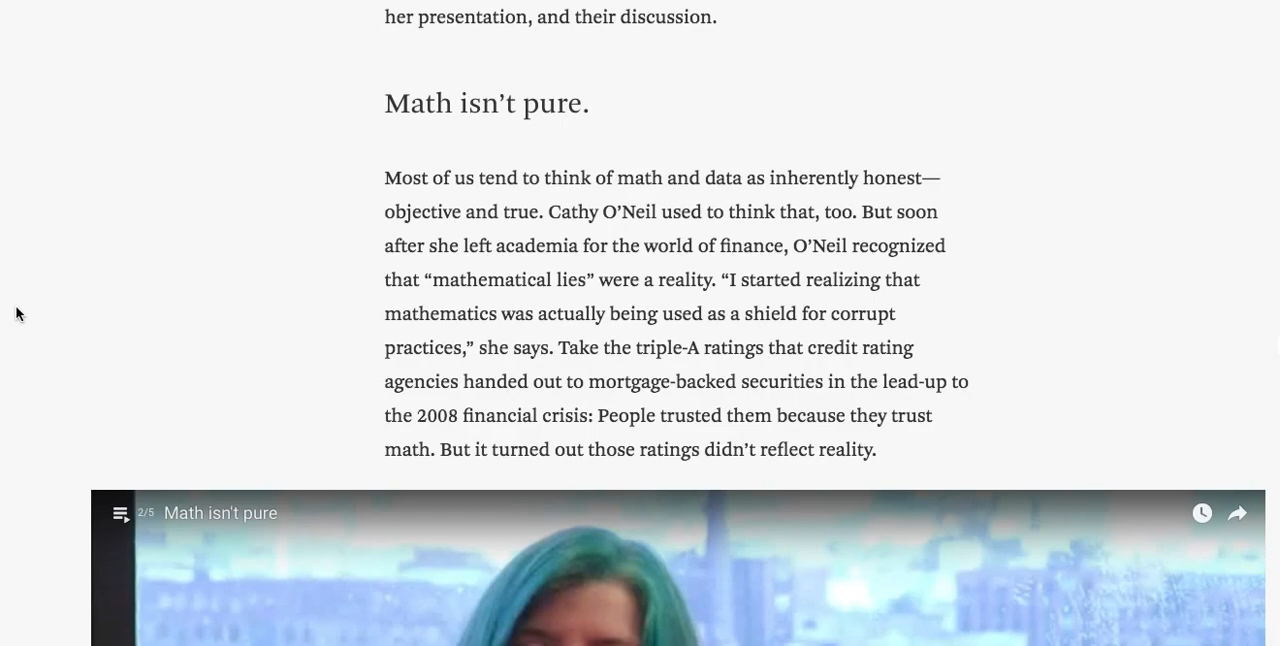 her presentation, and their discussion.
Math isn’t pure.
Most of us tend to think of math and data as inherently honest—
objective and true. Cathy O’Neil used to think that, too. But soon
after she left academia for the world of finance, O’Neil recognized
that “mathematical lies” were a reality. “I started realizing that
mathematics was actually being used as a shield for corrupt
practices,” she says. Take the triple-A ratings that credit rating
agencies handed out to mortgage-backed securities in the lead-up to
the 2008 financial crisis: People trusted them because they trust
math. But it turned out those ratings didn’t reflect reality.
2/5 Math isn't pure